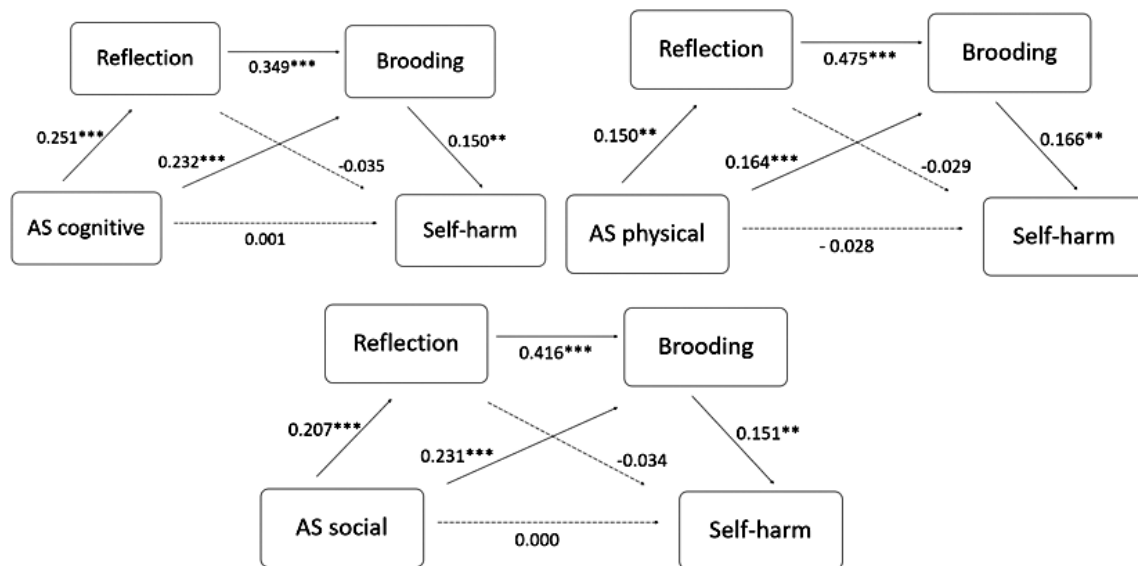 Reflection
0.349***
Brooding
0.251***
0.232***
-0.035
0.150**
AS cognitive
0.001
Self-harm
Reflection
0.475***
Brooding
0.150**
0.164***
-0.029
0.166**
AS physical
- 0.028
Self-harm
Reflection
0.416***
Brooding
0.207***
0.231***
-0.034
0.151**
AS social
0.000
Self-harm